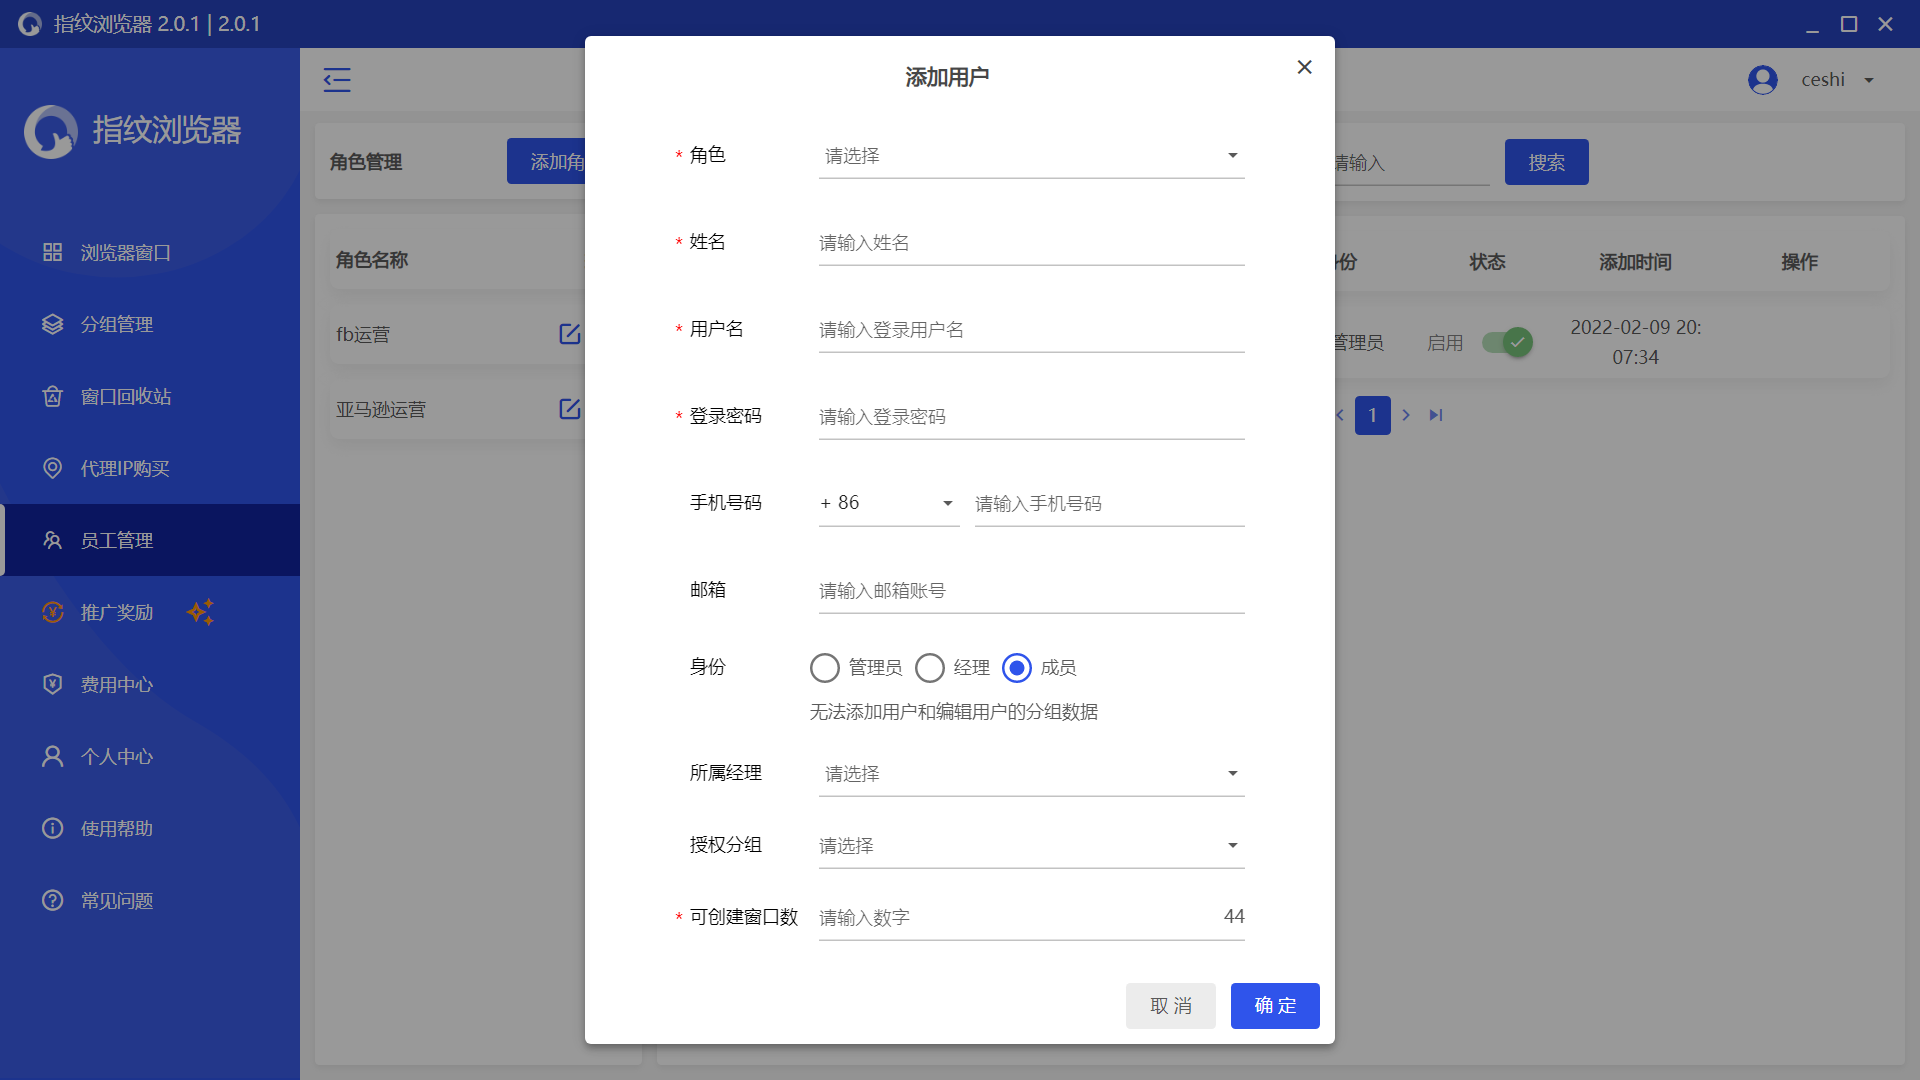 指纹浏览器 2.0.1 | 2.0.1
指纹浏览器
浏览器窗口
分组管理
窗口回收站
代理IP购买
员工管理
推广奖励
费用中心
个人中心
使用帮助
常见问题
ceshi
角色管理
添加角
角色名称
fb运营
亚马逊运营
请输入
搜索
状态
添加时间
操作
管理员
启用
2022-02-09 20:
07:34
1
添加用户
* 角色
请选择
* 姓名
请输入姓名
* 用户名
请输入登录用户名
* 登录密码
请输入登录密码
手机号码
+ 86
请输入手机号码
邮箱
请输入邮箱账号
身份
管理员 经理 成员
无法添加用户和编辑用户的分组数据
所属经理
请选择
授权分组
请选择
* 可创建窗口数
请输入数字
44
取 消
确 定